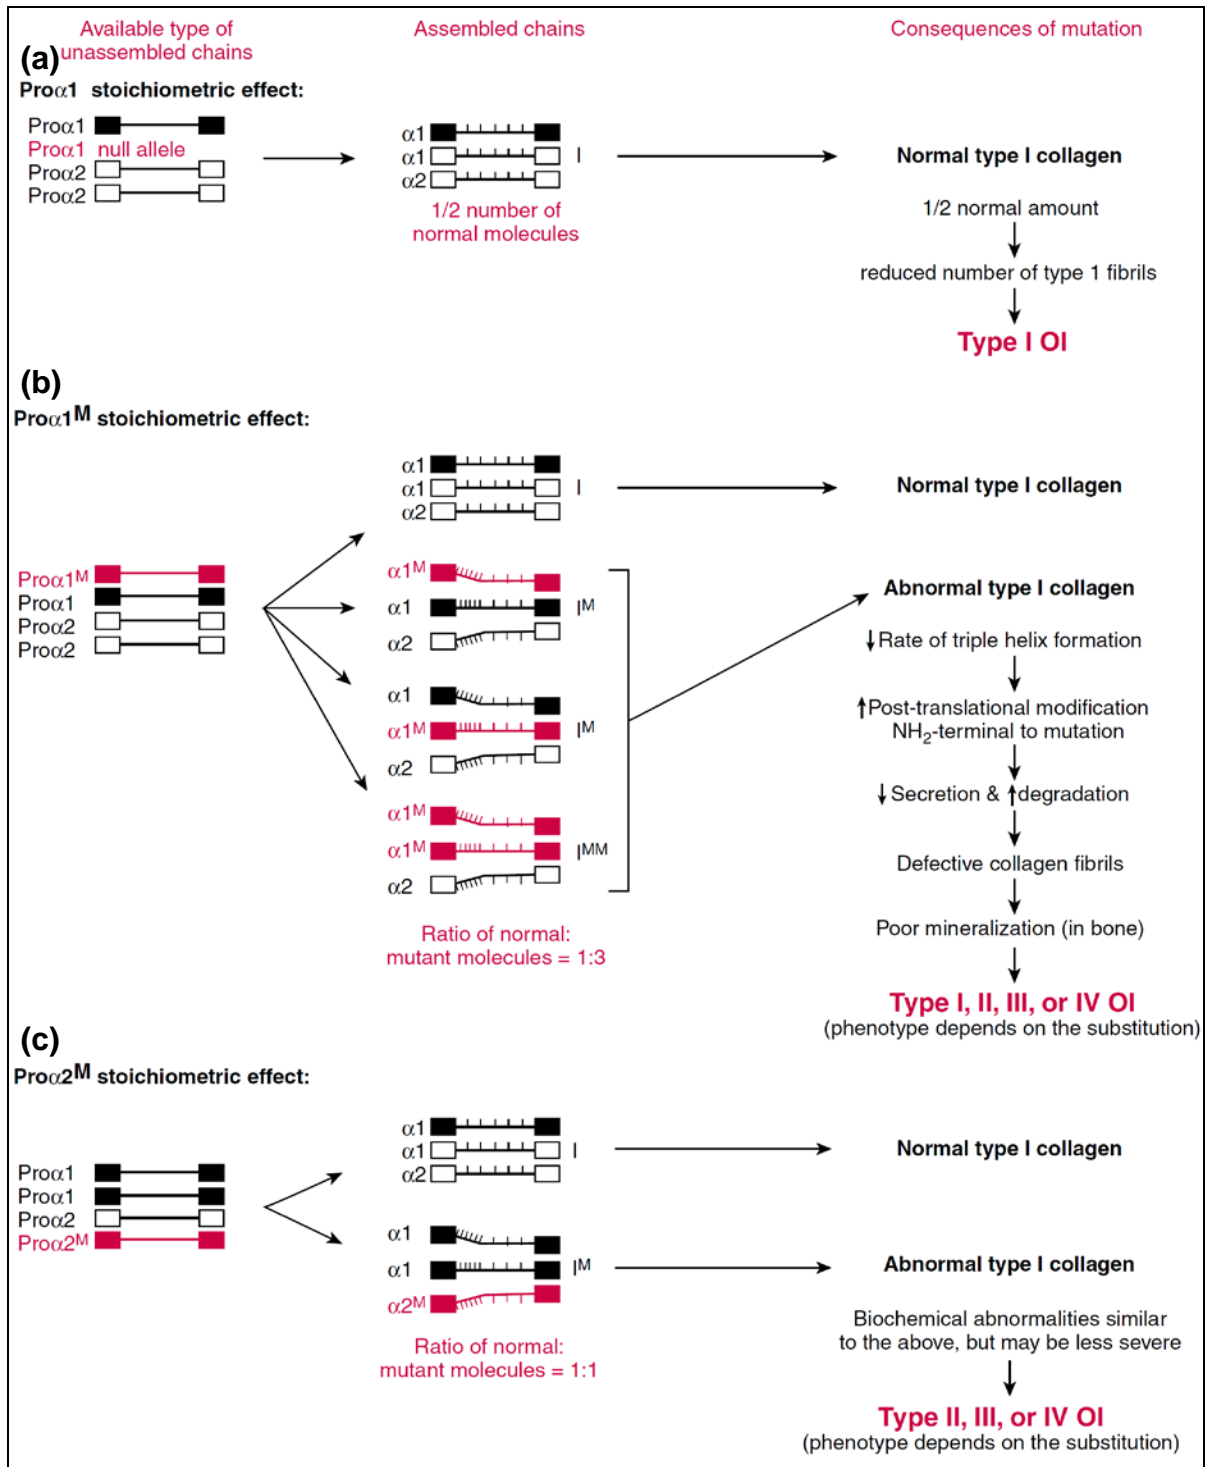 Available type of
unassembled chains
Assembled chains
Consequences of mutation
(a)
Proα1 stoichiometric effect:
Proα1
Proα1 null allele
Proα2
Proα2
α1
α1
α2
I
1/2 number of
normal molecules
Normal type I collagen
1/2 normal amount
reduced number of type 1 fibrils
Type I OI
(b)
Proα1ᴹ stoichiometric effect:
Proα1ᴹ
Proα1
Proα2
Proα2
α1
α1
α2
I
Normal type I collagen
α1ᴹ
α1
α2
Iᴹ
α1
α1ᴹ
α2
Iᴹ
α1ᴹ
α1ᴹ
α2
Iᴹᴹ
Ratio of normal:
mutant molecules = 1:3
Abnormal type I collagen
↓Rate of triple helix formation
↑Post-translational modification
NH₂-terminal to mutation
↓Secretion & ↑degradation
Defective collagen fibrils
Poor mineralization (in bone)
Type I, II, III, or IV OI
(phenotype depends on the substitution)
(c)
Proα2ᴹ stoichiometric effect:
Proα1
Proα1
Proα2
Proα2ᴹ
α1
α1
α2
I
Normal type I collagen
α1
α1
α2ᴹ
Iᴹ
Ratio of normal:
mutant molecules = 1:1
Abnormal type I collagen
Biochemical abnormalities similar
to the above, but may be less severe
Type II, III, or IV OI
(phenotype depends on the substitution)